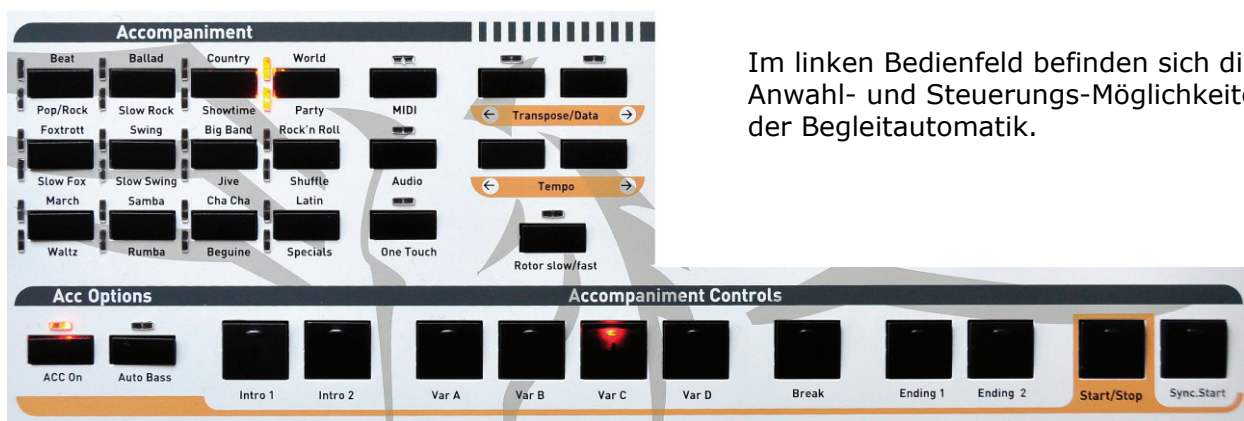 Accompaniment
Beat Ballad Country World
Pop/Rock Slow Rock Showtime Party MIDI
← Transpose/Data →
Foxtrott Swing Big Band Rock'n Roll
Slow Fox Slow Swing Jive Shuffle Audio
← Tempo →
March Samba Cha Cha Latin
Waltz Rumba Beguine Specials One Touch
Rotor slow/fast
Im linken Bedienfeld befinden sich di
Anwahl- und Steuerungs-Möglichkeite
der Begleitautomatik.
Acc Options Accompaniment Controls
ACC On Auto Bass Intro 1 Intro 2 Var A Var B Var C Var D Break Ending 1 Ending 2 Start/Stop Sync.Start